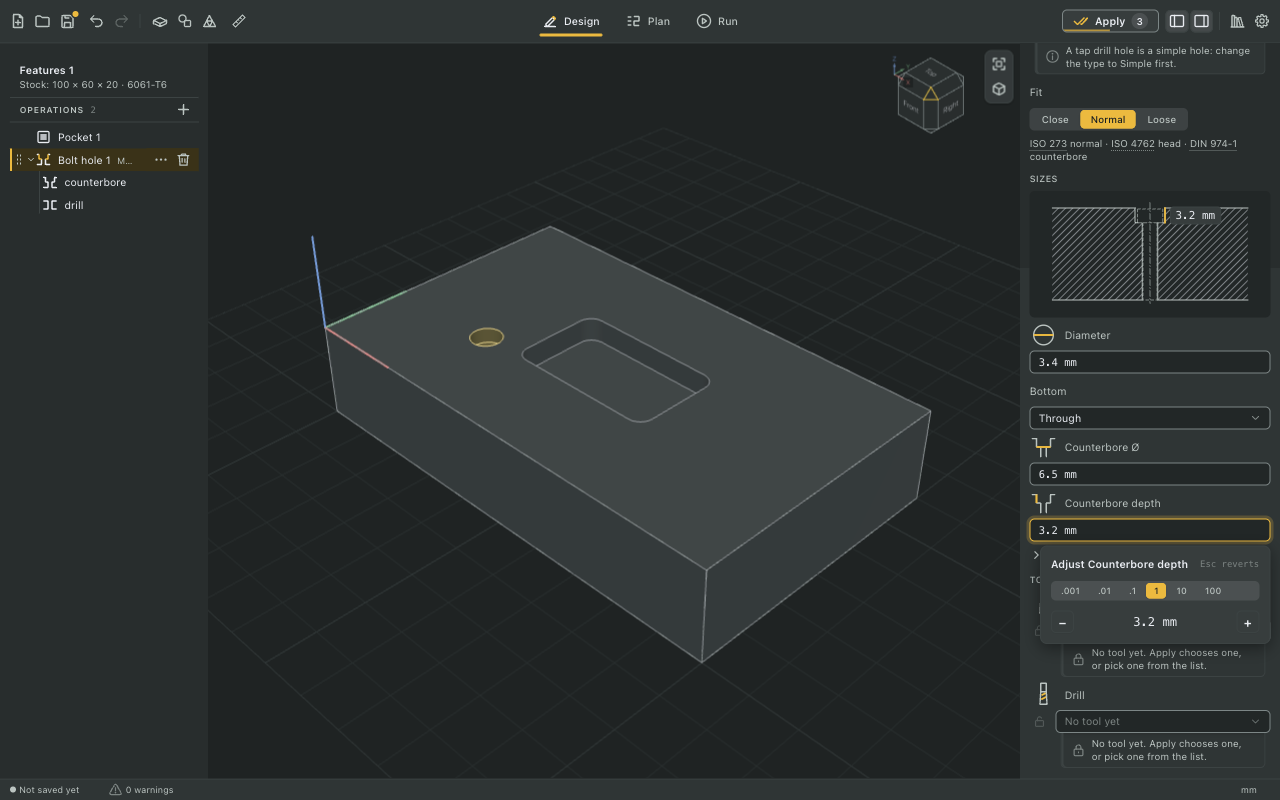 Design
Plan
Run
Apply 3
Features 1
Stock: 100 × 60 × 20 · 6061-T6
OPERATIONS 2
Pocket 1
Bolt hole 1 M...
counterbore
drill
Top
Front
Right
A tap drill hole is a simple hole: change
the type to Simple first.
Fit
Close
Normal
Loose
ISO 273 normal · ISO 4762 head · DIN 974-1
counterbore
SIZES
3.2 mm
Diameter
3.4 mm
Bottom
Through
Counterbore Ø
6.5 mm
Counterbore depth
3.2 mm
Adjust Counterbore depth
Esc reverts
.001
.01
.1
1
10
100
− 3.2 mm +
No tool yet. Apply chooses one,
or pick one from the list.
Drill
No tool yet
No tool yet. Apply chooses one,
or pick one from the list.
Not saved yet
0 warnings
mm